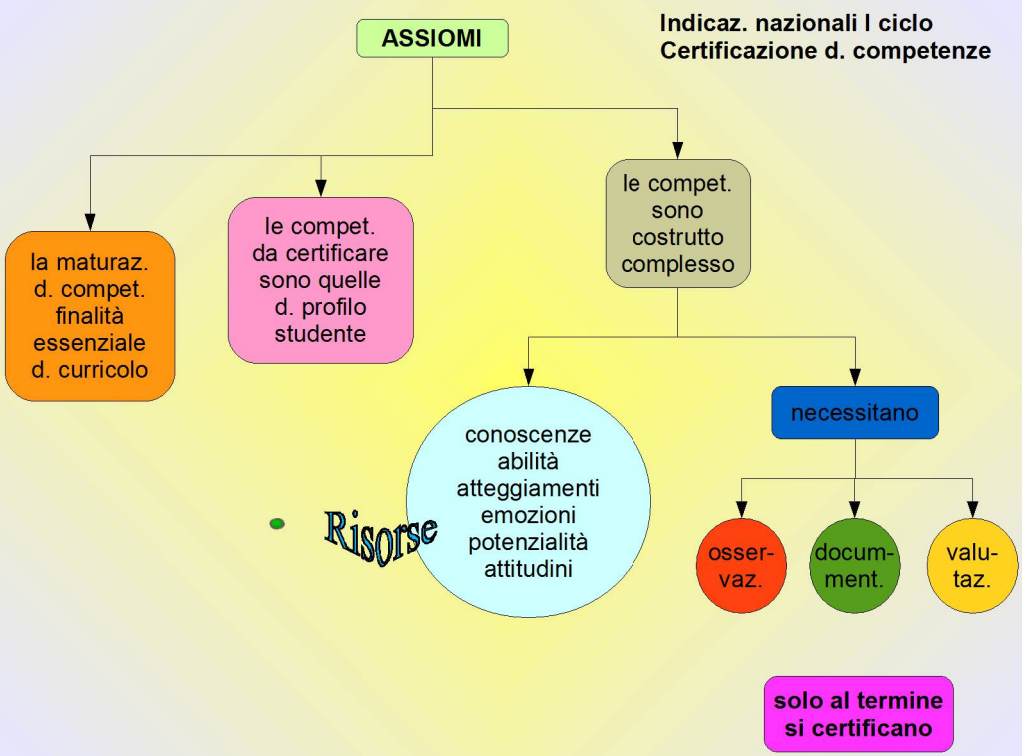 ASSIOMI
Indicaz. nazionali I ciclo
Certificazione d. competenze
la maturaz.
d. compet.
finalità
essenziale
d. curricolo
le compet.
da certificare
sono quelle
d. profilo
studente
le compet.
sono
costrutto
complesso
conoscenze
abilità
atteggiamenti
emozioni
potenzialità
attitudini
Risorse
necessitano
osser-
vaz.
docum-
ment.
valu-
taz.
solo al termine
si certificano